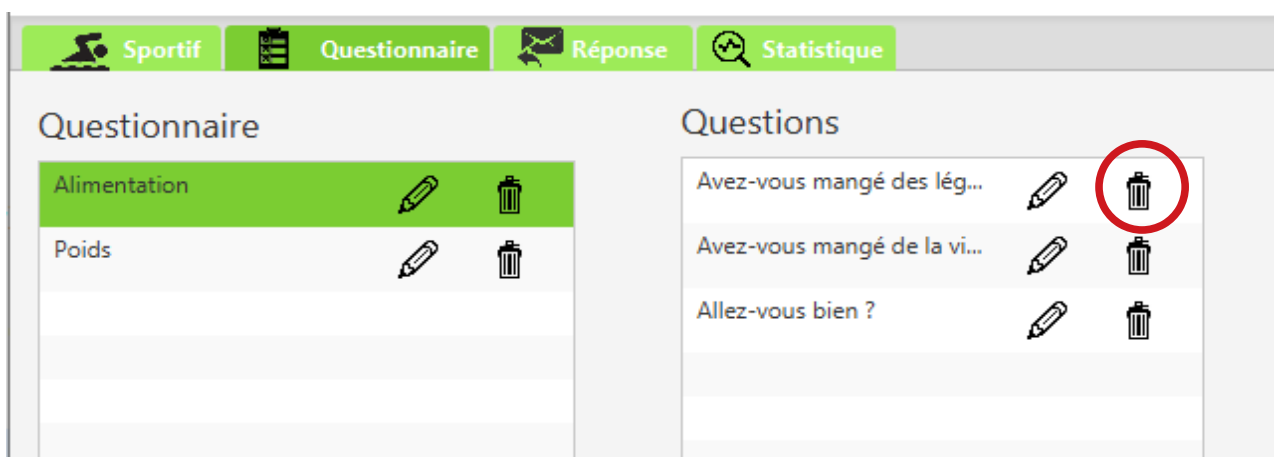 Sportif
Questionnaire
Réponse
Statistique
Questionnaire
Alimentation
Poids
Questions
Avez-vous mangé des lég...
Avez-vous mangé de la vi...
Allez-vous bien ?